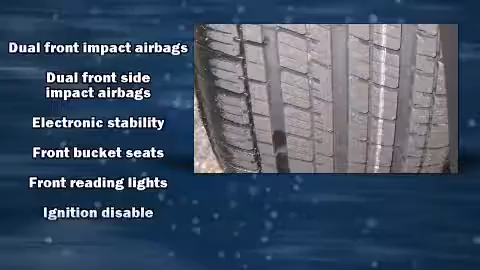 Dual front impact airbags
Dual front side
impact airbags
Electronic stability
Front bucket seats
Front reading lights
Ignition disable